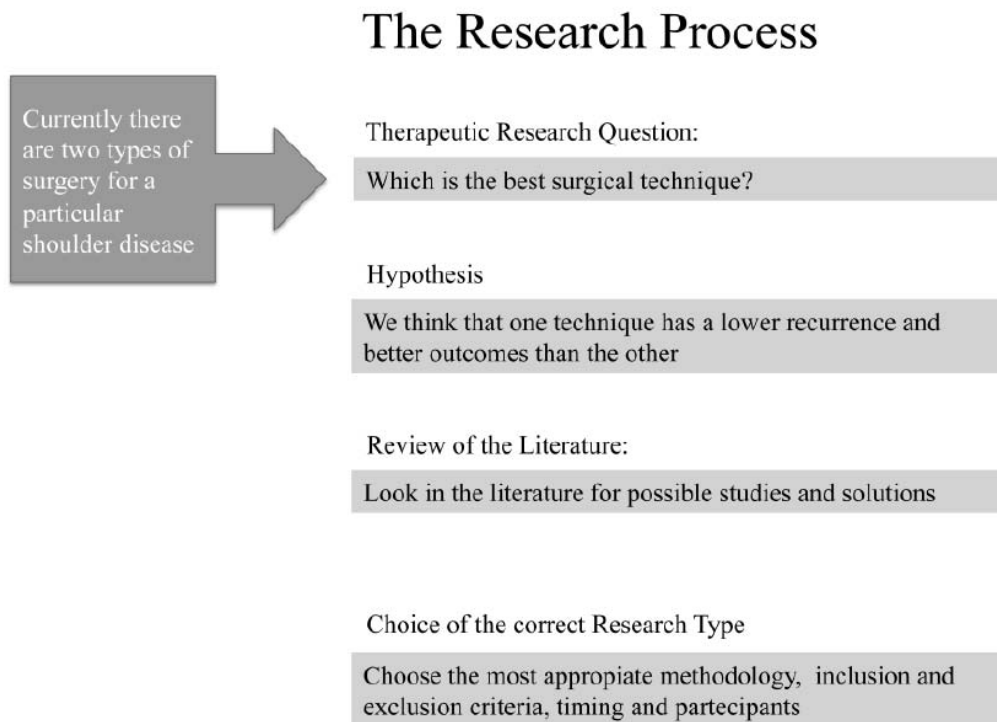 The Research Process
Currently there
are two types of
surgery for a
particular
shoulder disease
Therapeutic Research Question:
Which is the best surgical technique?
Hypothesis
We think that one technique has a lower recurrence and
better outcomes than the other
Review of the Literature:
Look in the literature for possible studies and solutions
Choice of the correct Research Type
Choose the most appropiate methodology, inclusion and
exclusion criteria, timing and partecipants